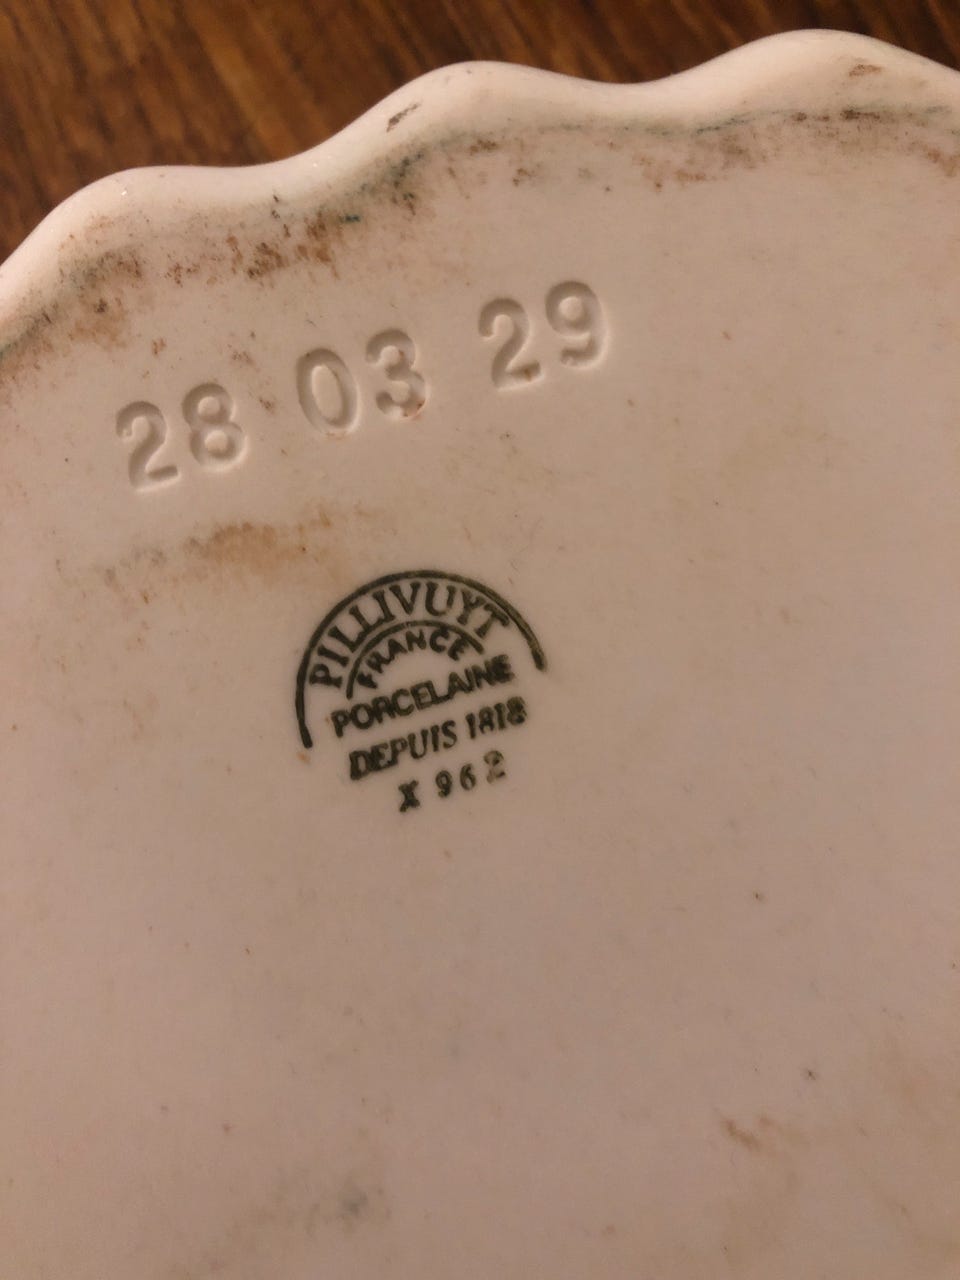 28 03 29
PILLIVUYT
FRANCE
PORCELAINE
DEPUIS 1818
X 962